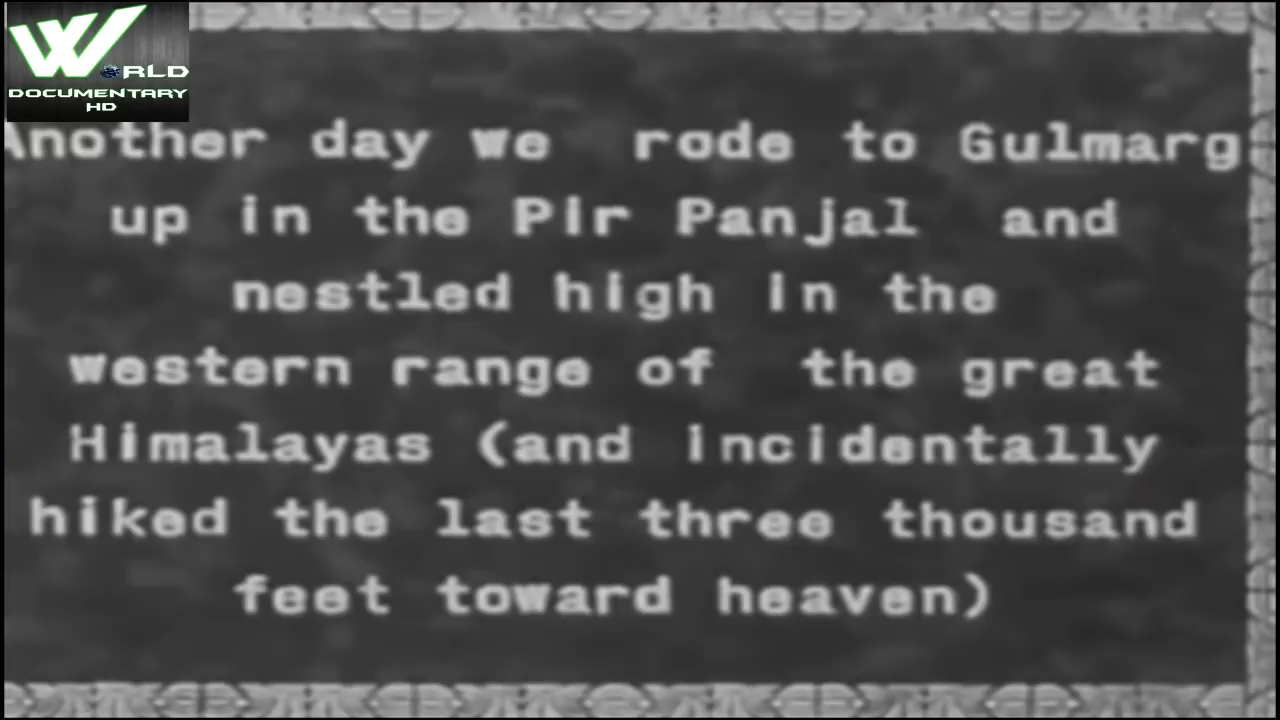 WORLD
DOCUMENTARY
HD
Another day we rode to Gulmarg
up in the Pir Panjal and
nestled high in the
western range of the great
Himalayas (and incidentally
hiked the last three thousand
feet toward heaven)